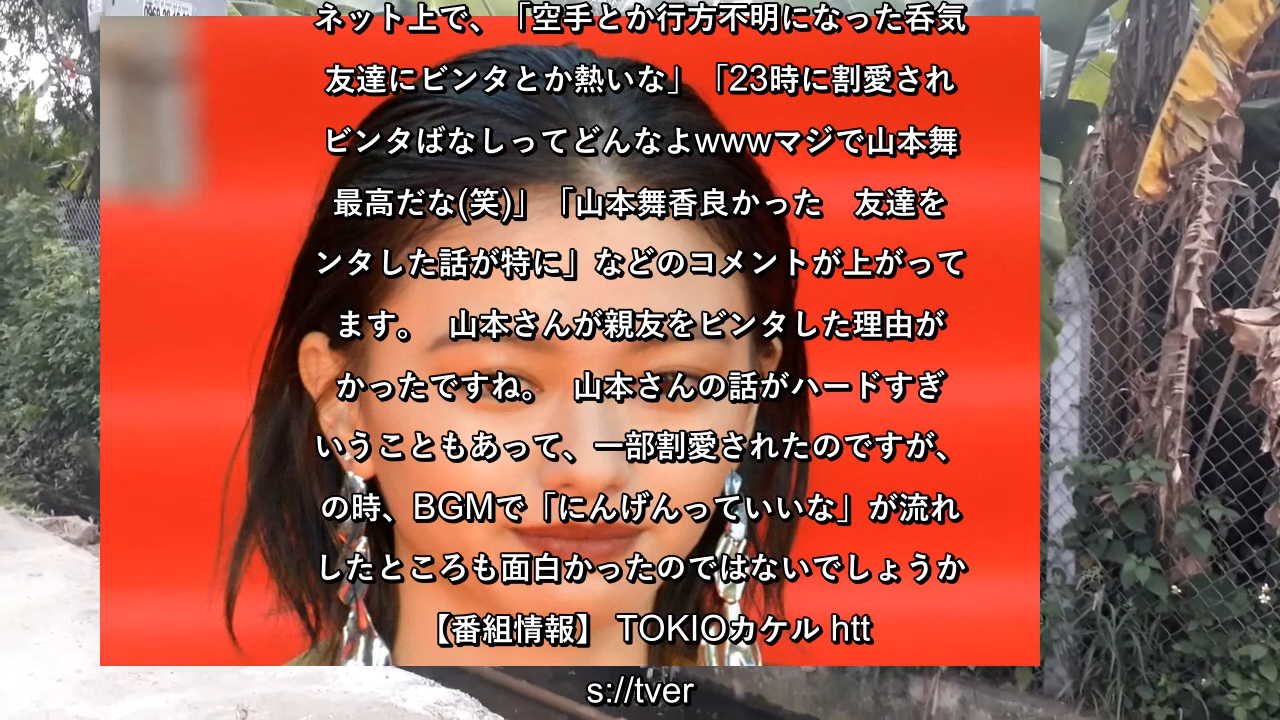 ネット上で、「空手とか行方不明になった呑気
友達にビンタとか熱いな」「23時に割愛され
ビンタばなしってどんなよwwwマジで山本舞
最高だな(笑)」「山本舞香良かった　友達を
ンタした話が特に」などのコメントが上がって
ます。　山本さんが親友をビンタした理由が
かったですね。　山本さんの話がハードすぎ
いうこともあって、一部割愛されたのですが、
の時、BGMで「にんげんっていいな」が流れ
したところも面白かったのではないでしょうか
【番組情報】 TOKIOカケル htt
s://tver